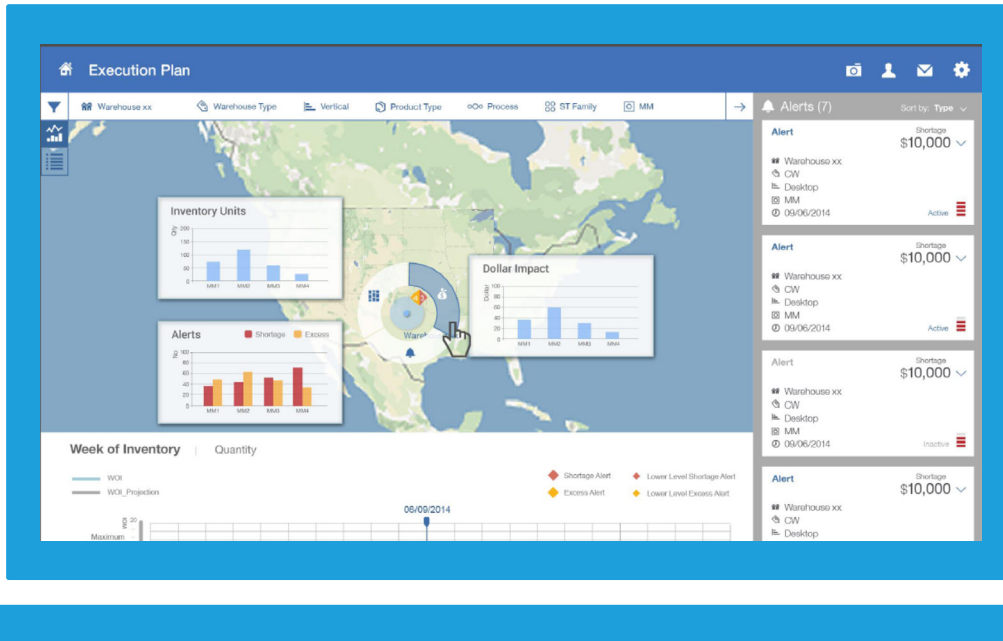 Execution Plan
Warehouse xx
Warehouse Type
Vertical
Product Type
Process
ST Family
MM
Alerts (7)
Sort by: Type
Inventory Units
Qty
200
150
100
50
0
MM1 MM2 MM3 MM4
Alerts
Shortage
Excess
No
100
80
60
40
20
0
MM1 MM2 MM3 MM4
Dollar Impact
Dollar
100
80
60
40
20
0
MM1 MM2 MM3 MM4
Week of Inventory | Quantity
WOI
WOI_Projection
Shortage Alert
Lower Level Shortage Alert
Excess Alert
Lower Level Excess Alert
06/09/2014
WOI
20
Maximum
Alert
Shortage
$10,000
Warehouse xx
CW
Desktop
MM
09/06/2014
Active
Alert
Shortage
$10,000
Warehouse xx
CW
Desktop
MM
09/06/2014
Active
Alert
Shortage
$10,000
Warehouse xx
CW
Desktop
MM
09/06/2014
Inactive
Alert
Shortage
$10,000
Warehouse xx
CW
Desktop